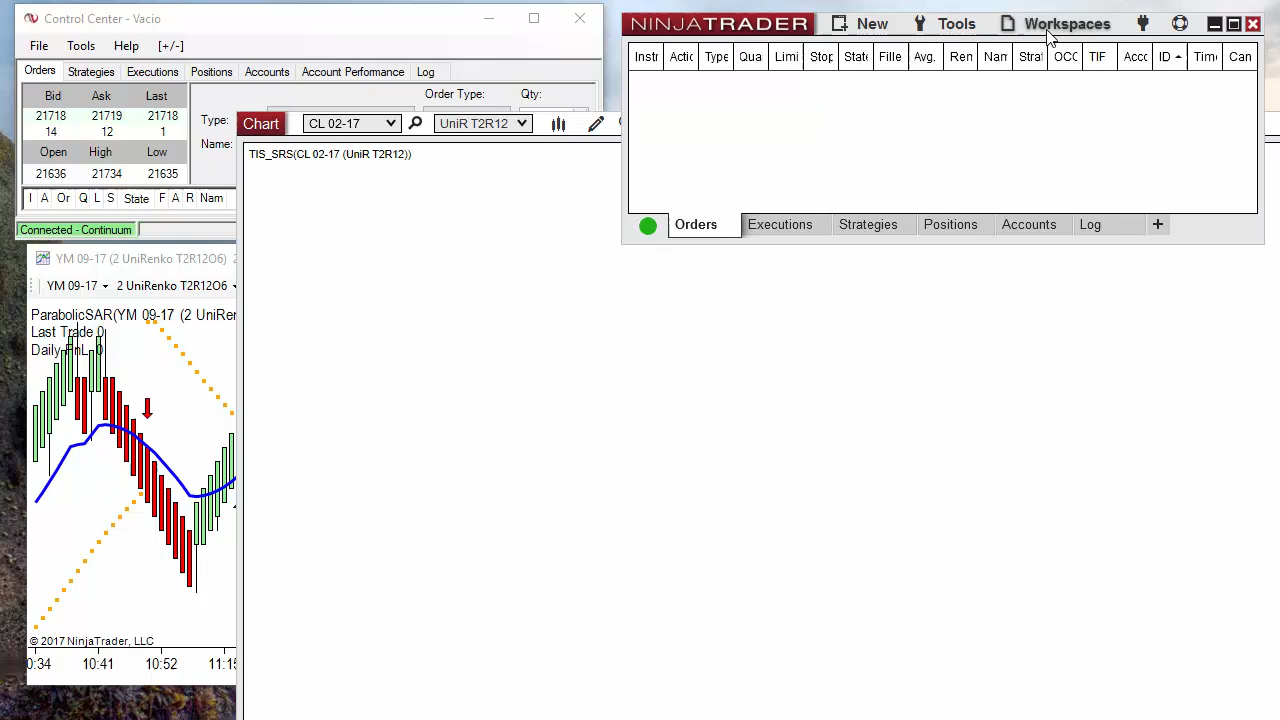 Control Center - Vacio
File Tools Help [+/-]
Orders Strategies Executions Positions Accounts Account Performance Log
Bid Ask Last
21718 21719 21718
14 12 1
Open High Low
21636 21734 21635
Order Type: Qty:
Type:
Name:
I A Or Q L S State F A R Nam
Connected - Continuum
NINJATRADER New Tools Workspaces
Instr Actic Type Qua Limi Stop State Fille Avg. Ren Nam Strat OCC TIF Acco ID Time Can
Orders Executions Strategies Positions Accounts Log +
Chart CL 02-17 UniR T2R12
TIS_SRS(CL 02-17 (UniR T2R12))
YM 09-17 (2 UniRenko T2R12O6) 2
YM 09-17 2 UniRenko T2R12O6
ParabolicSAR(YM 09-17 (2 UniRen
Last Trade 0
Daily PnL 0
© 2017 NinjaTrader, LLC
0:34 10:41 10:52 11:15